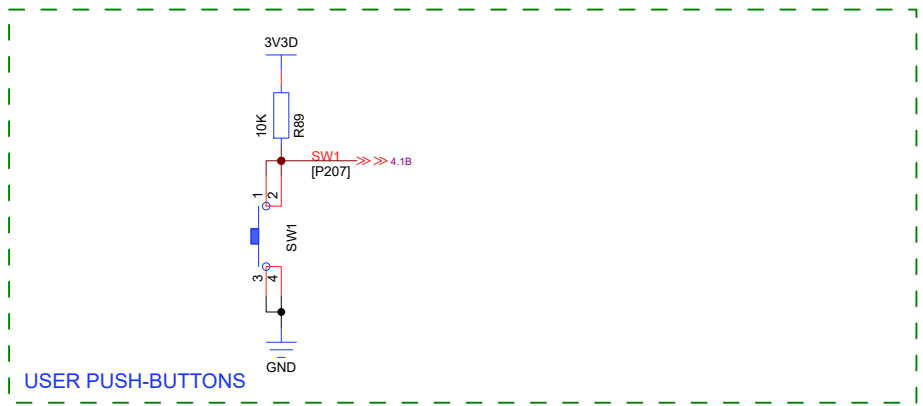 3V3D
10K
R89
SW1
[P207]
4.1B
1
2
SW1
3
4
GND
USER PUSH-BUTTONS